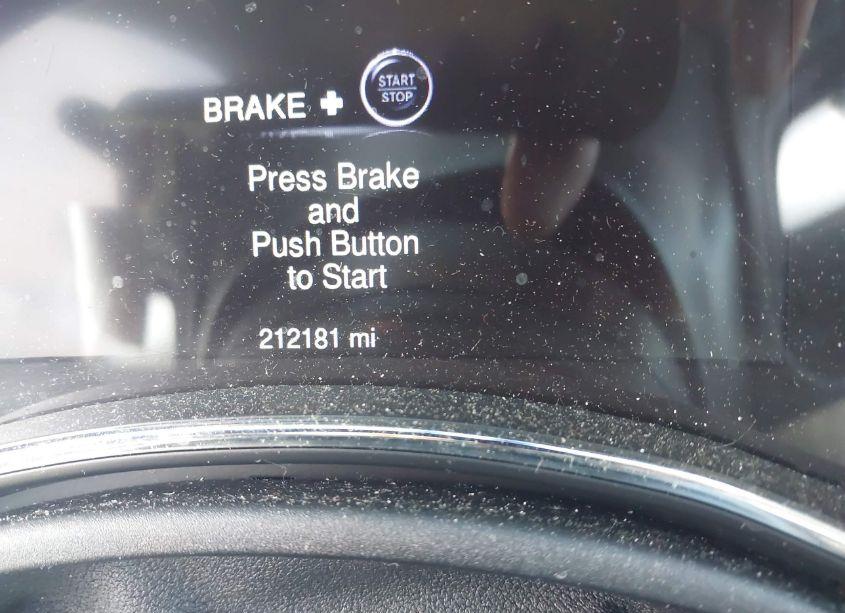 BRAKE + START STOP
Press Brake
and
Push Button
to Start
212181 mi